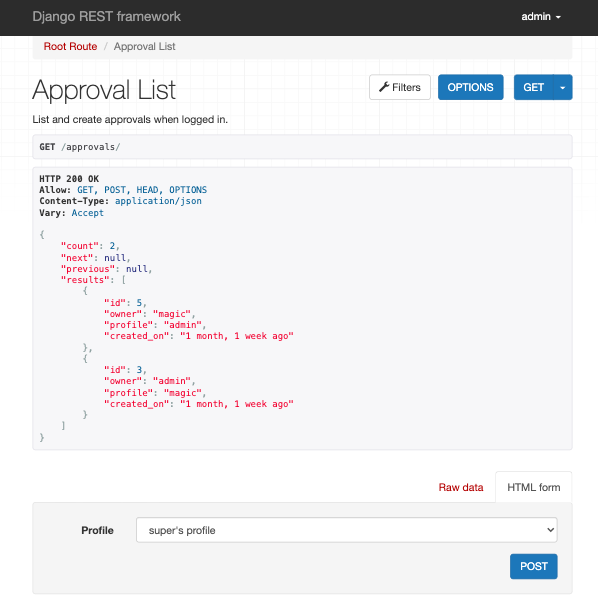 Django REST framework
admin
Root Route / Approval List
Approval List
Filters
OPTIONS
GET
List and create approvals when logged in.
GET /approvals/
HTTP 200 OK
Allow: GET, POST, HEAD, OPTIONS
Content-Type: application/json
Vary: Accept
{
"count": 2,
"next": null,
"previous": null,
"results": [
{
"id": 5,
"owner": "magic",
"profile": "admin",
"created_on": "1 month, 1 week ago"
},
{
"id": 3,
"owner": "admin",
"profile": "magic",
"created_on": "1 month, 1 week ago"
}
]
}
Raw data
HTML form
Profile
super's profile
POST